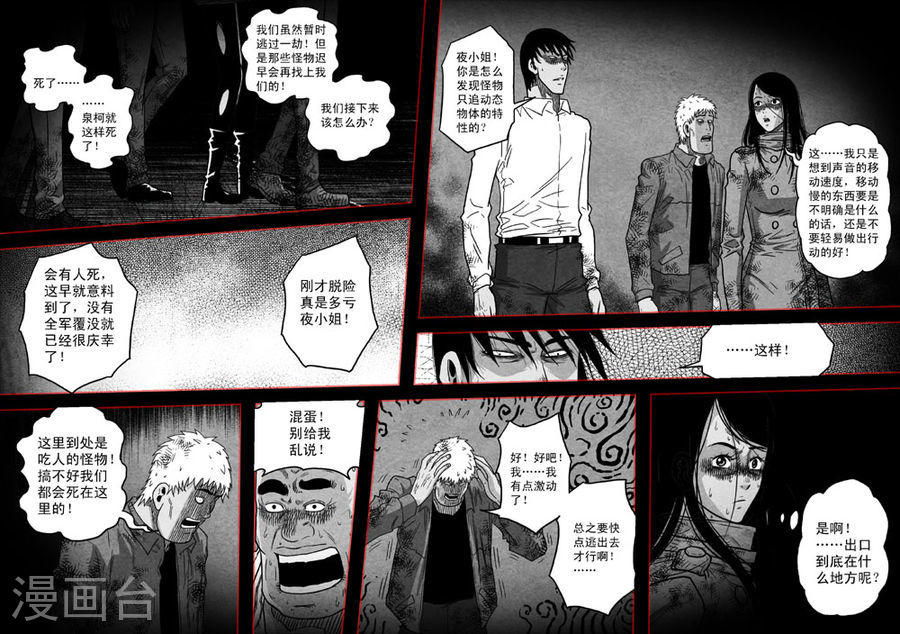 死了……
……
泉柯就
这样死
了！
我们虽然暂时
逃过一劫！但
是那些怪物迟
早会再找上我
们的！
我们接下来
该怎么办？
夜小姐！
你是怎么
发现怪物
只追动态
物体的特
性的？
这……我只是
想到声音的移
动速度，移动
慢的东西要是
不明确是什么
的话，还是不
要轻易做出行
动的好！
会有人死，
这早就意料
到了，没有
全军覆没就
已经很庆幸
了！
刚才脱险
真是多亏
夜小姐！
……这样！
这里到处是
吃人的怪物！
搞不好我们
都会死在这
里的！
混蛋！
别给我
乱说！
好！好吧！
我……我
有点激动
了！
总之要快
点逃出去
才行啊！
……
是啊！
……出口
到底在什
么地方呢？
漫画台